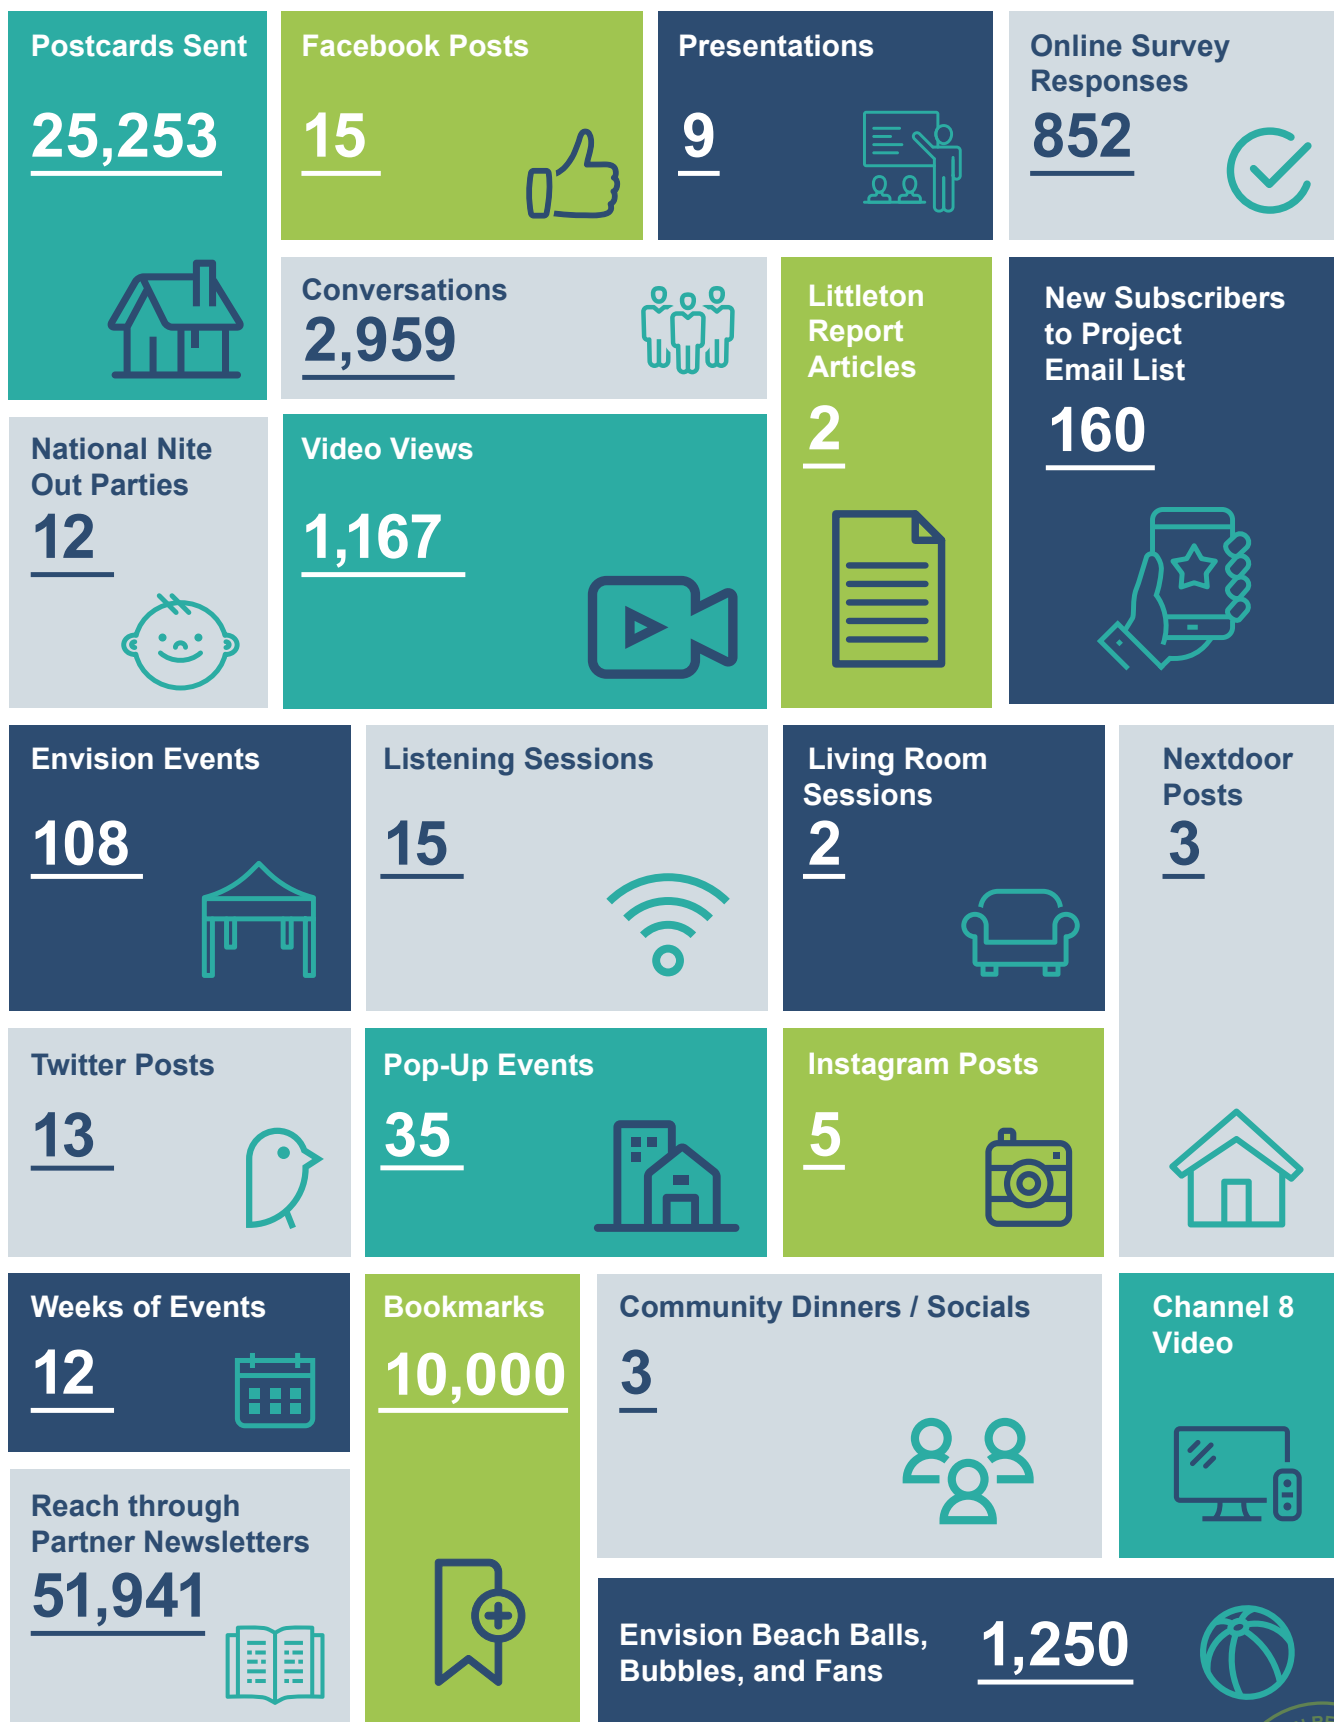 Postcards Sent
25,253
Facebook Posts
15
Presentations
9
Online Survey
Responses
852
Conversations
2,959
Littleton
Report
Articles
2
New Subscribers
to Project
Email List
160
National Nite
Out Parties
12
Video Views
1,167
Envision Events
108
Listening Sessions
15
Living Room
Sessions
2
Nextdoor
Posts
3
Twitter Posts
13
Pop-Up Events
35
Instagram Posts
5
Weeks of Events
12
Bookmarks
10,000
Community Dinners / Socials
3
Channel 8
Video
Reach through
Partner Newsletters
51,941
Envision Beach Balls,
Bubbles, and Fans
1,250